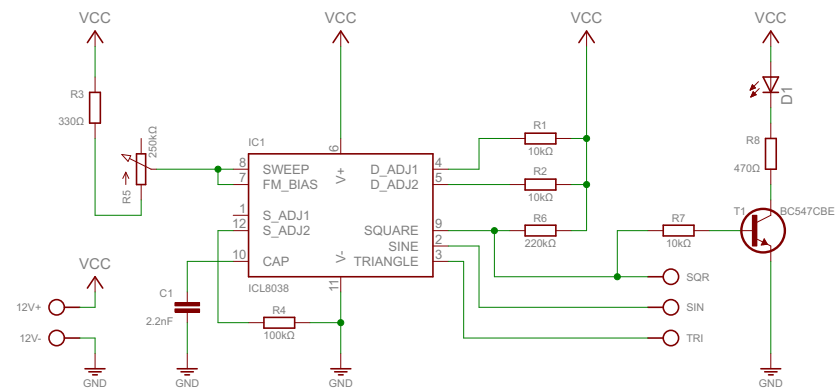 VCC
VCC
VCC
VCC
R3
330Ω
250kΩ
R5
IC1
8
SWEEP
7
FM_BIAS
1
S_ADJ1
12
S_ADJ2
10
CAP
6
V+
V-
11
D_ADJ1
4
D_ADJ2
5
SQUARE
9
SINE
2
TRIANGLE
3
ICL8038
R1
10kΩ
R2
10kΩ
R6
220kΩ
R7
10kΩ
D1
R8
470Ω
T1
BC547CBE
SQR
SIN
TRI
VCC
12V+
12V-
C1
2.2nF
R4
100kΩ
GND
GND
GND
GND